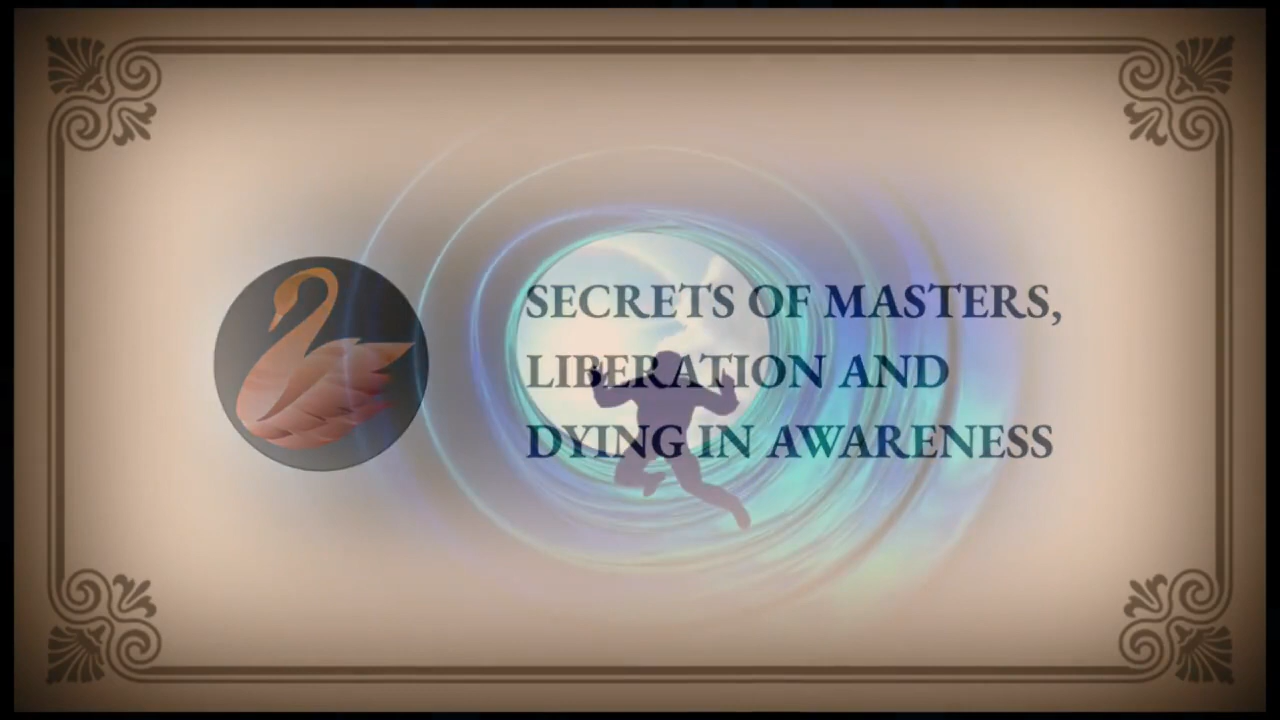 SECRETS OF MASTERS,
LIBERATION AND
DYING IN AWARENESS